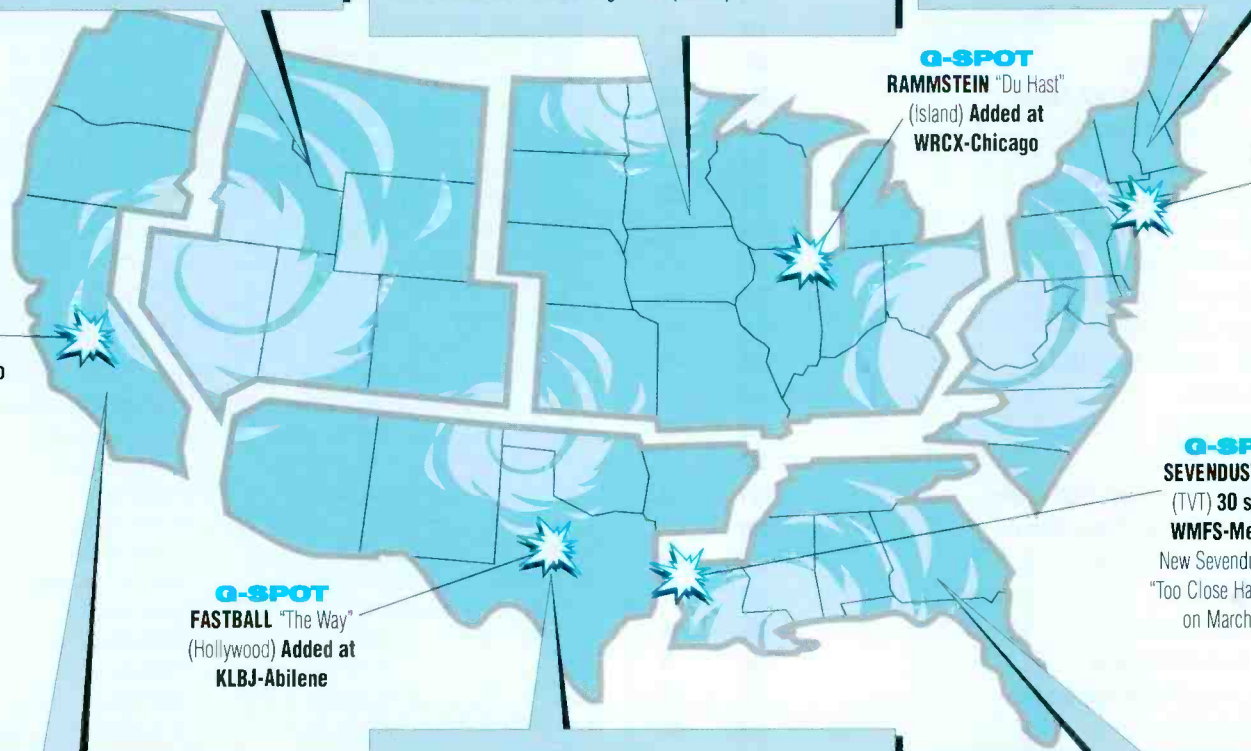 G-SPOT
RAMMSTEIN "Du Hast"
(Island) Added at
WRCX-Chicago
SEVENDUS
(TVT) 30 s
WMFS-Me
New Sevendu
"Too Close Ha
on March
G-SPOT
FASTBALL "The Way"
(Hollywood) Added at
KLBJ-Abilene